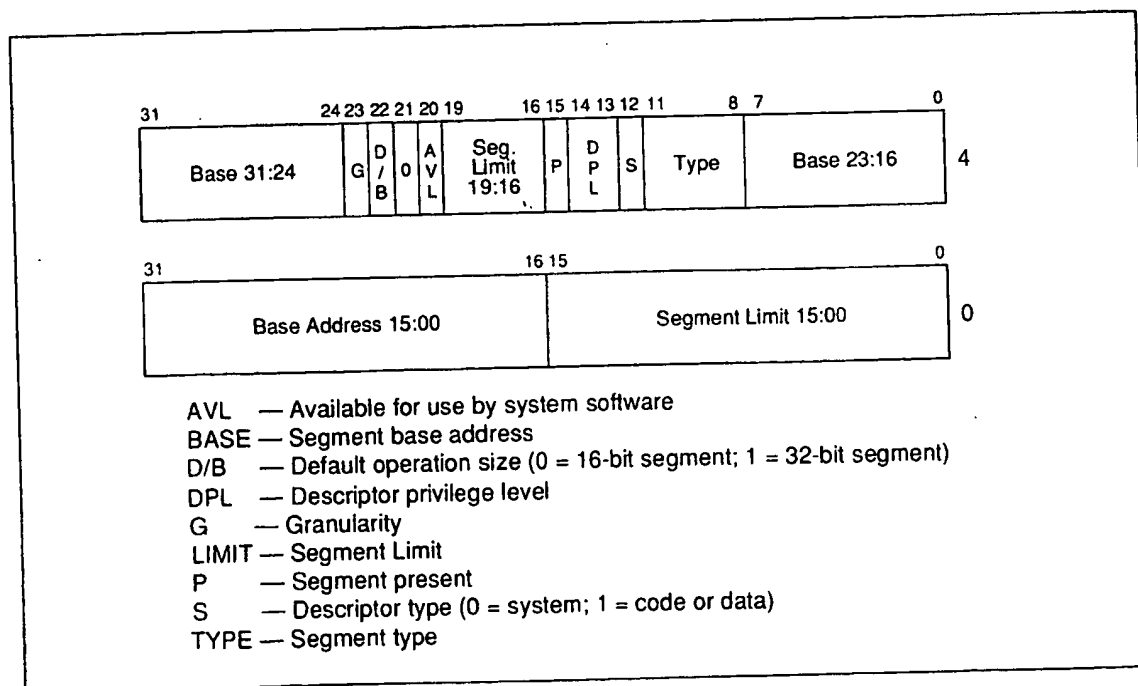 31 24 23 22 21 20 19 16 15 14 13 12 11 8 7 0
Base 31:24 G D/B 0 AVL Seg. Limit 19:16 P DPL S Type Base 23:16 4
31 16 15 0
Base Address 15:00 Segment Limit 15:00 0
AVL — Available for use by system software
BASE — Segment base address
D/B — Default operation size (0 = 16-bit segment; 1 = 32-bit segment)
DPL — Descriptor privilege level
G — Granularity
LIMIT — Segment Limit
P — Segment present
S — Descriptor type (0 = system; 1 = code or data)
TYPE — Segment type